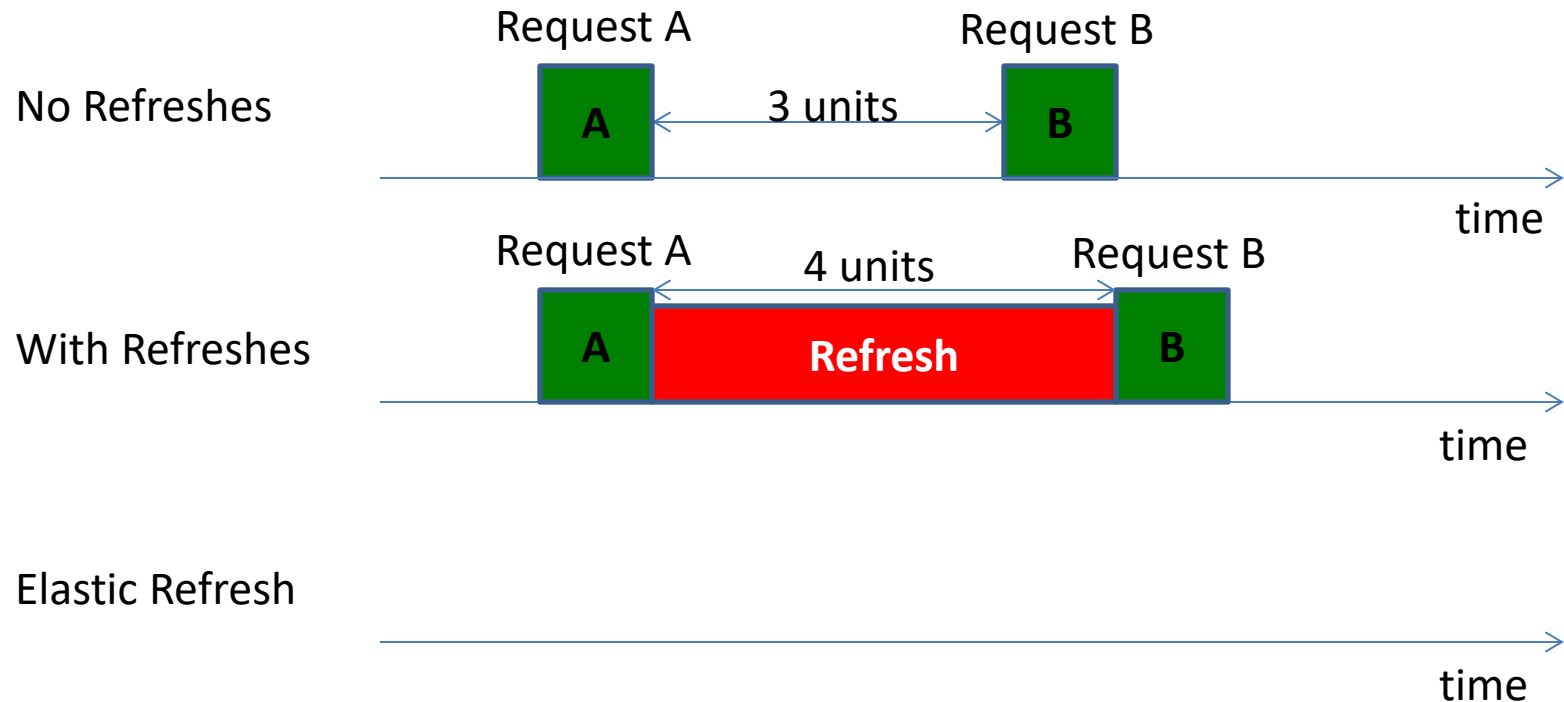 Request A
Request B
No Refreshes
A
3 units
B
time
Request A
4 units
Request B
With Refreshes
A
Refresh
B
time
Elastic Refresh
time